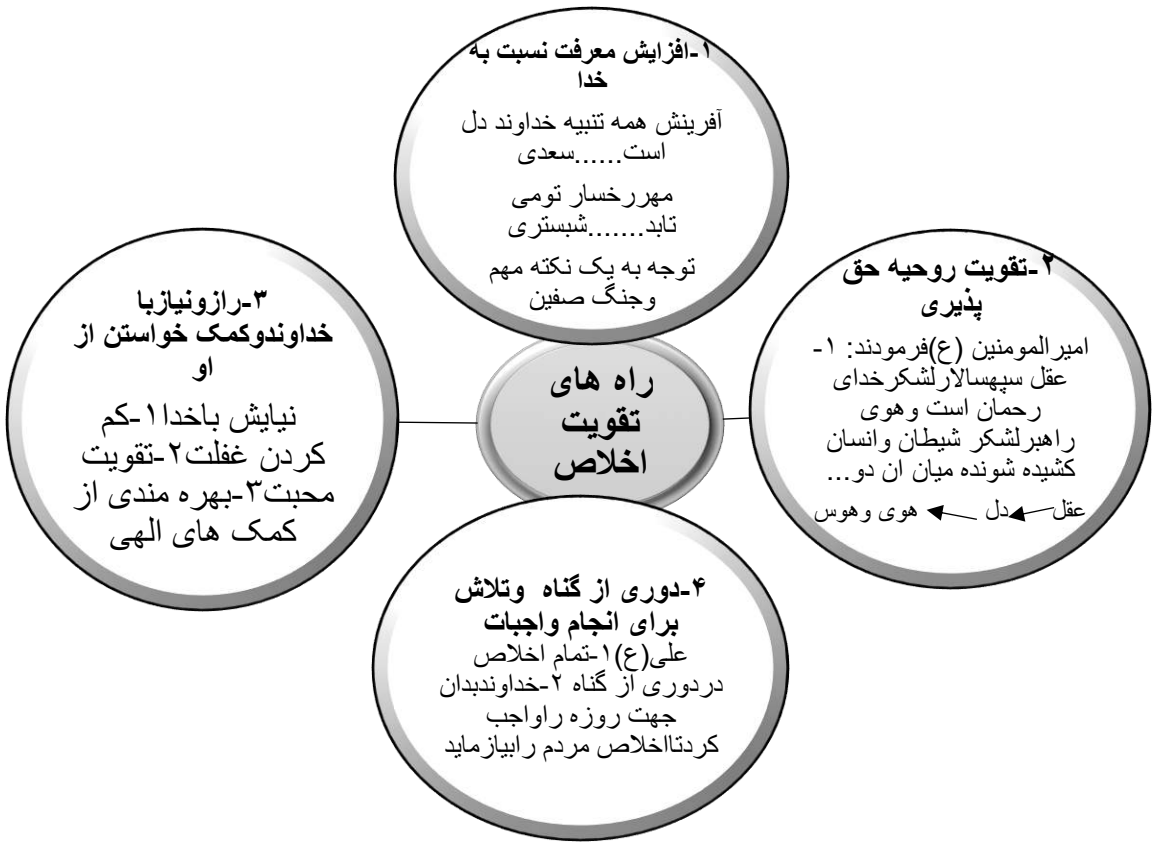 ۱-افزایش معرفت نسبت به
خدا
آفرینش همه تنبیه خداوند دل
است......سعدی
مهررخسار تومی
تابد.......شبستری
توجه به یک نکته مهم
وجنگ صفین
۲-تقویت روحیه حق
پذیری
امیرالمومنین (ع)فرمودند: ۱-
عقل سپهسالارلشکرخدای
رحمان است وهوی
راهبرلشکر شیطان وانسان
کشیده شونده میان ان دو...
عقل دل هوی وهوس
۳-رازونیازبا
خداوندوکمک خواستن از
او
نیایش باخدا۱-کم
کردن غفلت۲-تقویت
محبت۳-بهره مندی از
کمک های الهی
راه های
تقویت
اخلاص
۴-دوری از گناه وتلاش
برای انجام واجبات
علی(ع)۱-تمام اخلاص
دردوری از گناه ۲-خداوندبدان
جهت روزه راواجب
کردتااخلاص مردم رابیازماید